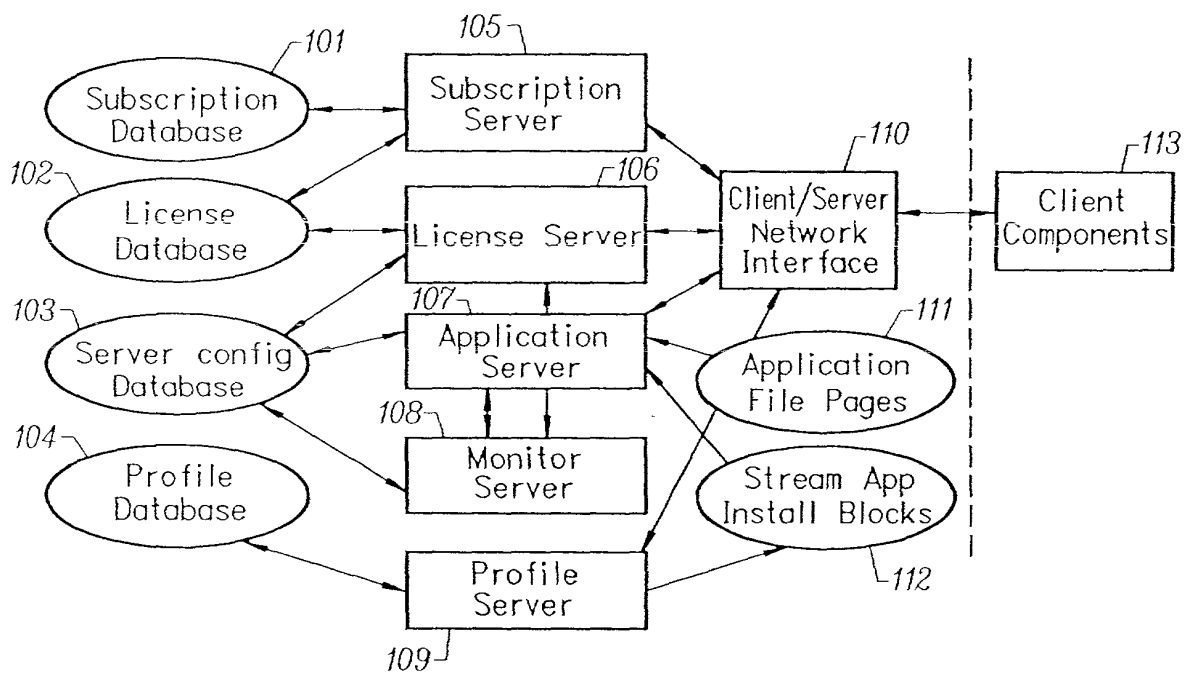 101
Subscription
Database
105
Subscription
Server
102
License
Database
106
License Server
110
Client/Server
Network
Interface
113
Client
Components
103
Server config
Database
107
Application
Server
111
Application
File Pages
108
Monitor
Server
104
Profile
Database
Stream App
Install Blocks
112
Profile
Server
109